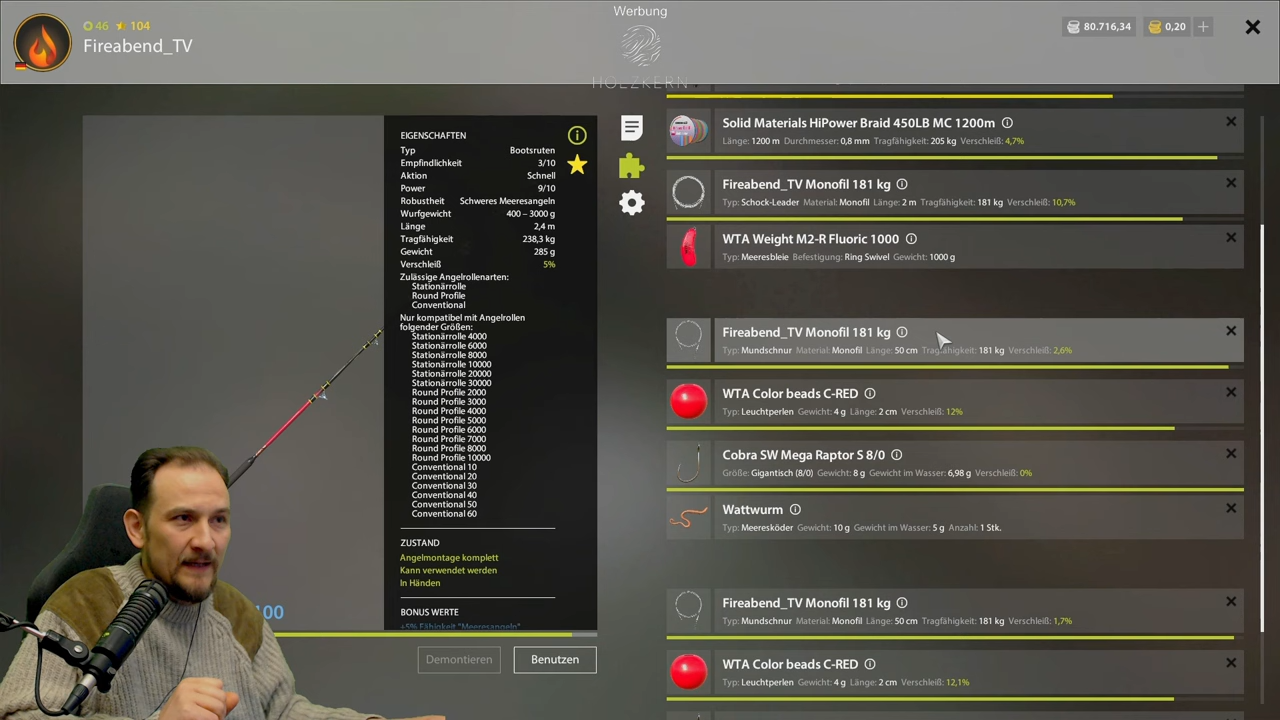 Werbung
HOLZKERN
46 104
Fireabend_TV
80.716,34
0,20
EIGENSCHAFTEN
Typ Bootsruten
Empfindlichkeit 3/10
Aktion Schnell
Power 9/10
Robustheit Schweres Meeresangeln
Wurfgewicht 400 – 3000 g
Länge 2,4 m
Tragfähigkeit 238,3 kg
Gewicht 285 g
Verschleiß 5%
Zulässige Angelrollenarten:
Stationärrolle
Round Profile
Conventional
Nur kompatibel mit Angelrollen
folgender Größen:
Stationärrolle 4000
Stationärrolle 6000
Stationärrolle 8000
Stationärrolle 10000
Stationärrolle 20000
Stationärrolle 30000
Round Profile 2000
Round Profile 3000
Round Profile 4000
Round Profile 5000
Round Profile 6000
Round Profile 7000
Round Profile 8000
Round Profile 10000
Conventional 10
Conventional 20
Conventional 30
Conventional 40
Conventional 50
Conventional 60
ZUSTAND
Angelmontage komplett
Kann verwendet werden
In Händen
BONUS WERTE
+5% Fähigkeit "Meeresangeln"
100
Demontieren
Benutzen
Solid Materials HiPower Braid 450LB MC 1200m
Länge: 1200 m Durchmesser: 0,8 mm Tragfähigkeit: 205 kg Verschleiß: 4,7%
Fireabend_TV Monofil 181 kg
Typ: Schock-Leader Material: Monofil Länge: 2 m Tragfähigkeit: 181 kg Verschleiß: 10,7%
WTA Weight M2-R Fluoric 1000
Typ: Meeresbleie Befestigung: Ring Swivel Gewicht: 1000 g
Fireabend_TV Monofil 181 kg
Typ: Mundschnur Material: Monofil Länge: 50 cm Tragfähigkeit: 181 kg Verschleiß: 2,6%
WTA Color beads C-RED
Typ: Leuchtperlen Gewicht: 4 g Länge: 2 cm Verschleiß: 12%
Cobra SW Mega Raptor S 8/0
Größe: Gigantisch (8/0) Gewicht: 8 g Gewicht im Wasser: 6,98 g Verschleiß: 0%
Wattwurm
Typ: Meeresköder Gewicht: 10 g Gewicht im Wasser: 5 g Anzahl: 1 Stk.
Fireabend_TV Monofil 181 kg
Typ: Mundschnur Material: Monofil Länge: 50 cm Tragfähigkeit: 181 kg Verschleiß: 1,7%
WTA Color beads C-RED
Typ: Leuchtperlen Gewicht: 4 g Länge: 2 cm Verschleiß: 12,1%